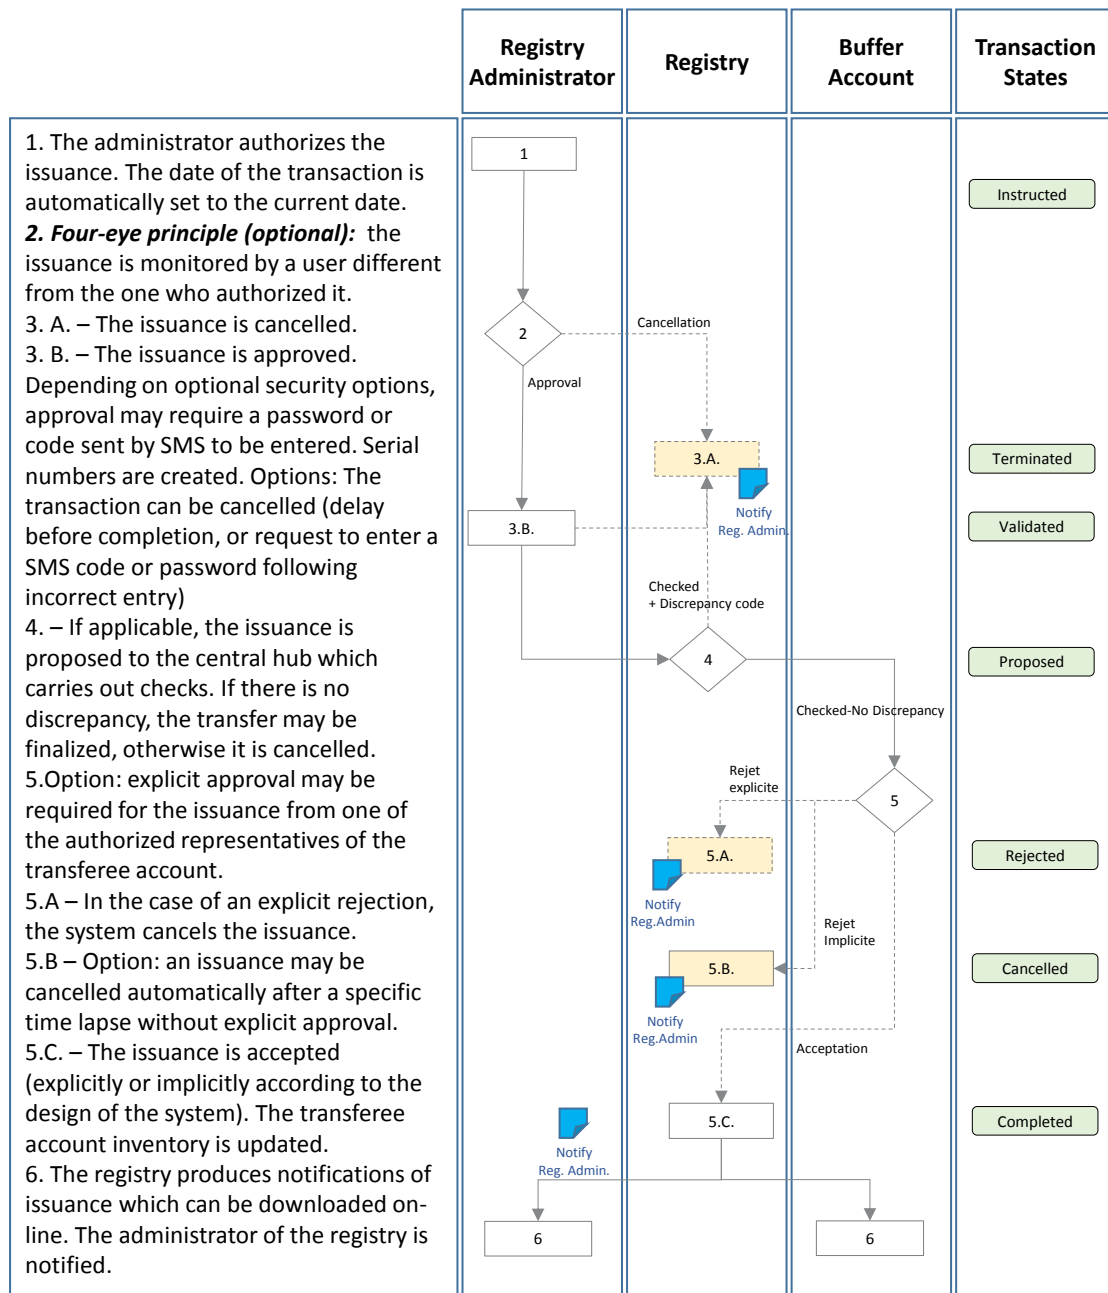 Registry
Administrator
Registry
Buffer
Account
Transaction
States
1. The administrator authorizes the
issuance. The date of the transaction is
automatically set to the current date.
2. Four-eye principle (optional): the
issuance is monitored by a user different
from the one who authorized it.
3. A. – The issuance is cancelled.
3. B. – The issuance is approved.
Depending on optional security options,
approval may require a password or
code sent by SMS to be entered. Serial
numbers are created. Options: The
transaction can be cancelled (delay
before completion, or request to enter a
SMS code or password following
incorrect entry)
4. – If applicable, the issuance is
proposed to the central hub which
carries out checks. If there is no
discrepancy, the transfer may be
finalized, otherwise it is cancelled.
5.Option: explicit approval may be
required for the issuance from one of
the authorized representatives of the
transferee account.
5.A – In the case of an explicit rejection,
the system cancels the issuance.
5.B – Option: an issuance may be
cancelled automatically after a specific
time lapse without explicit approval.
5.C. – The issuance is accepted
(explicitly or implicitly according to the
design of the system). The transferee
account inventory is updated.
6. The registry produces notifications of
issuance which can be downloaded on-
line. The administrator of the registry is
notified.
1
Instructed
2
Cancellation
Approval
3.A.
Terminated
Notify
Reg. Admin.
3.B.
Validated
Checked
+ Discrepancy code
4
Proposed
Checked-No Discrepancy
Rejet
explicite
5
5.A.
Rejected
Notify
Reg.Admin
Rejet
Implicite
5.B.
Cancelled
Notify
Reg.Admin
Acceptation
5.C.
Completed
Notify
Reg. Admin.
6
6